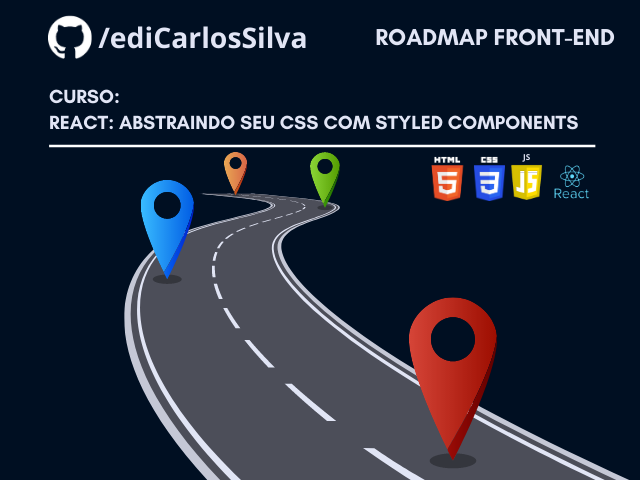 /ediCarlosSilva
ROADMAP FRONT-END
CURSO:
REACT: ABSTRAINDO SEU CSS COM STYLED COMPONENTS
HTML
5
CSS
3
JS
JS
React